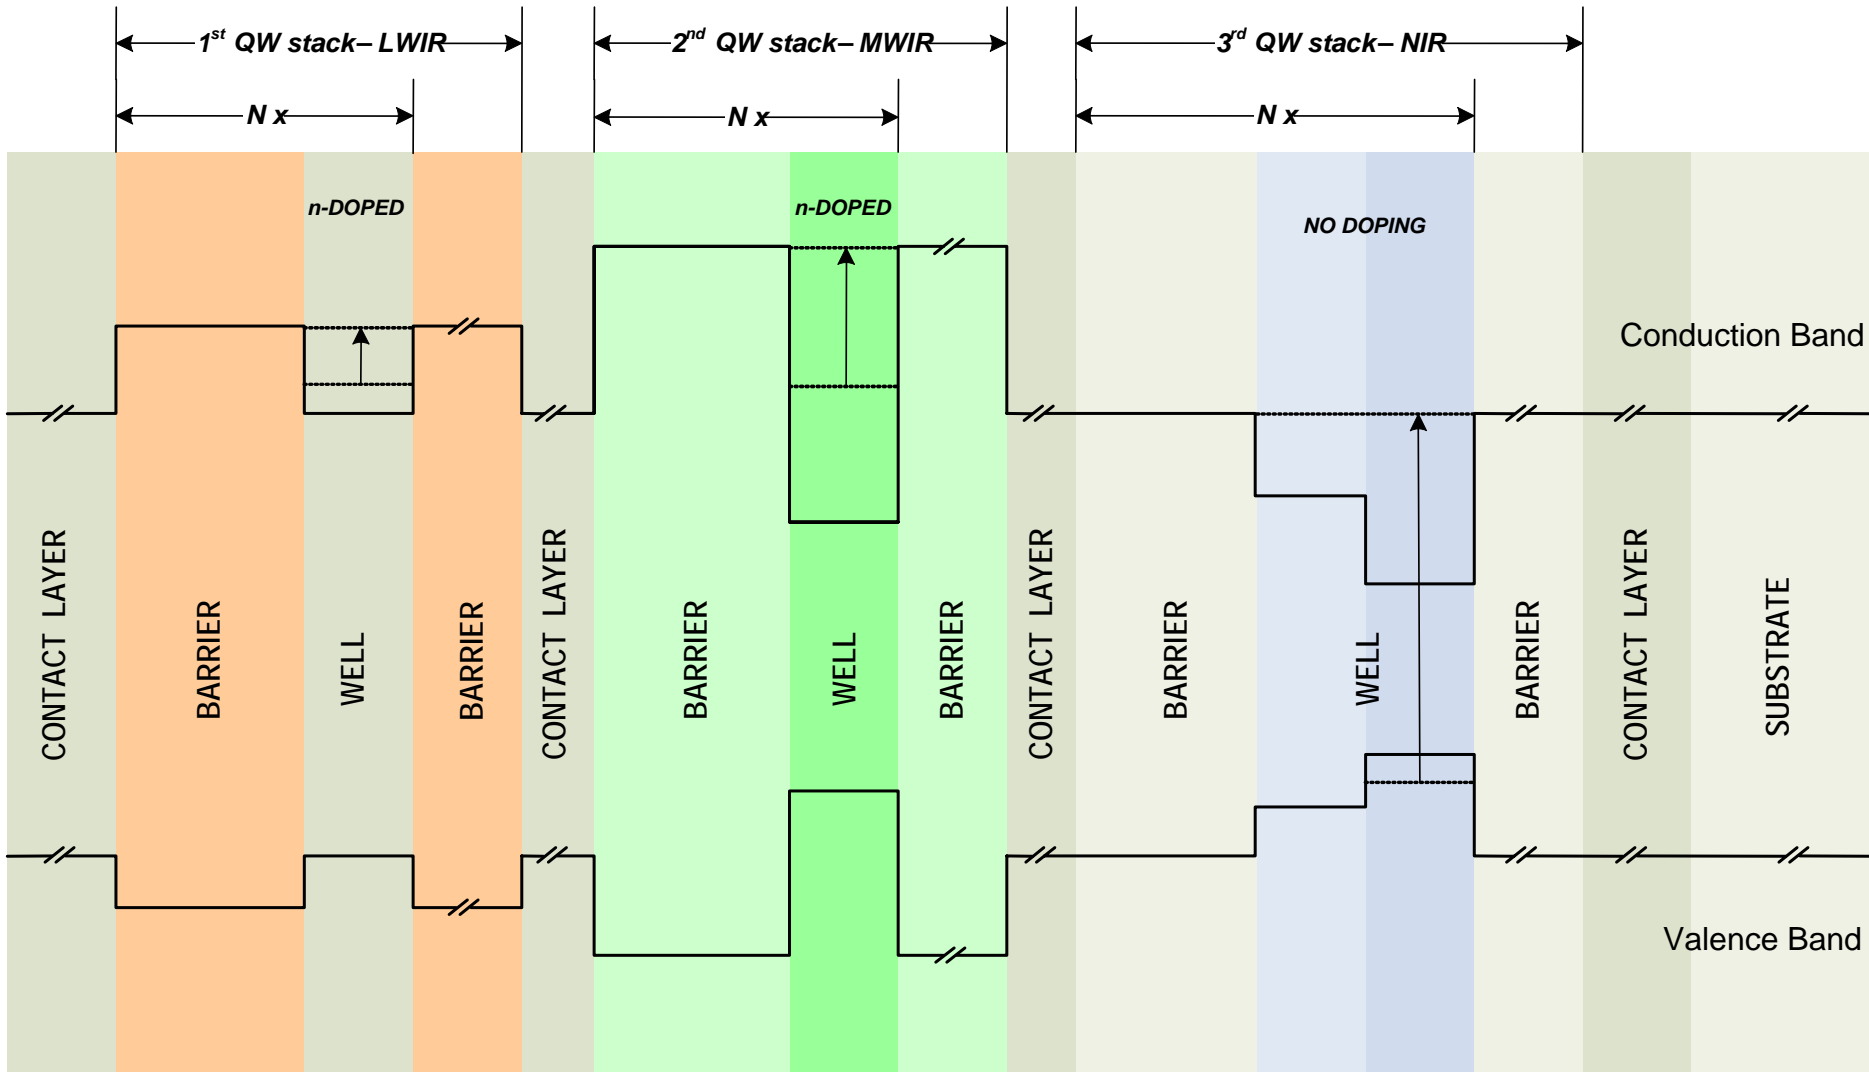 1st QW stack– LWIR
2nd QW stack– MWIR
3rd QW stack– NIR
N x
N x
N x
n-DOPED
n-DOPED
NO DOPING
Conduction Band
CONTACT LAYER
BARRIER
WELL
BARRIER
CONTACT LAYER
BARRIER
WELL
BARRIER
CONTACT LAYER
BARRIER
WELL
BARRIER
CONTACT LAYER
SUBSTRATE
Valence Band